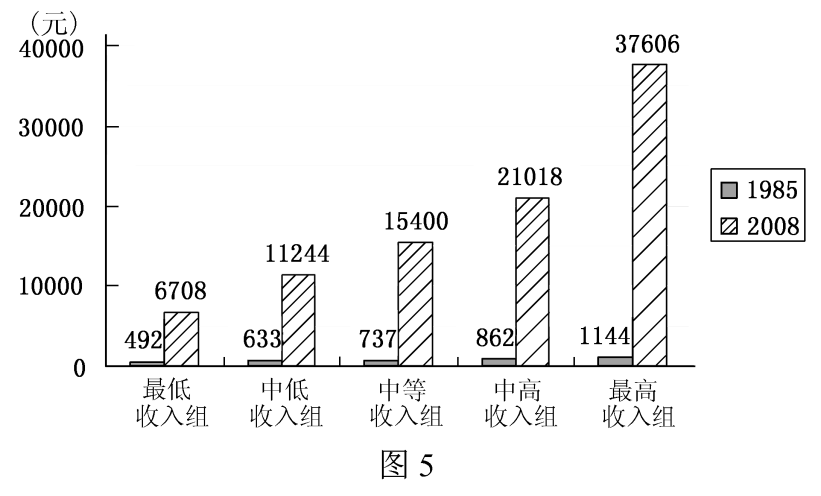 (元)
40000
30000
20000
10000
0
492
6708
633
11244
737
15400
862
21018
1144
37606
最低
收入组
中低
收入组
中等
收入组
中高
收入组
最高
收入组
1985
2008
图 5